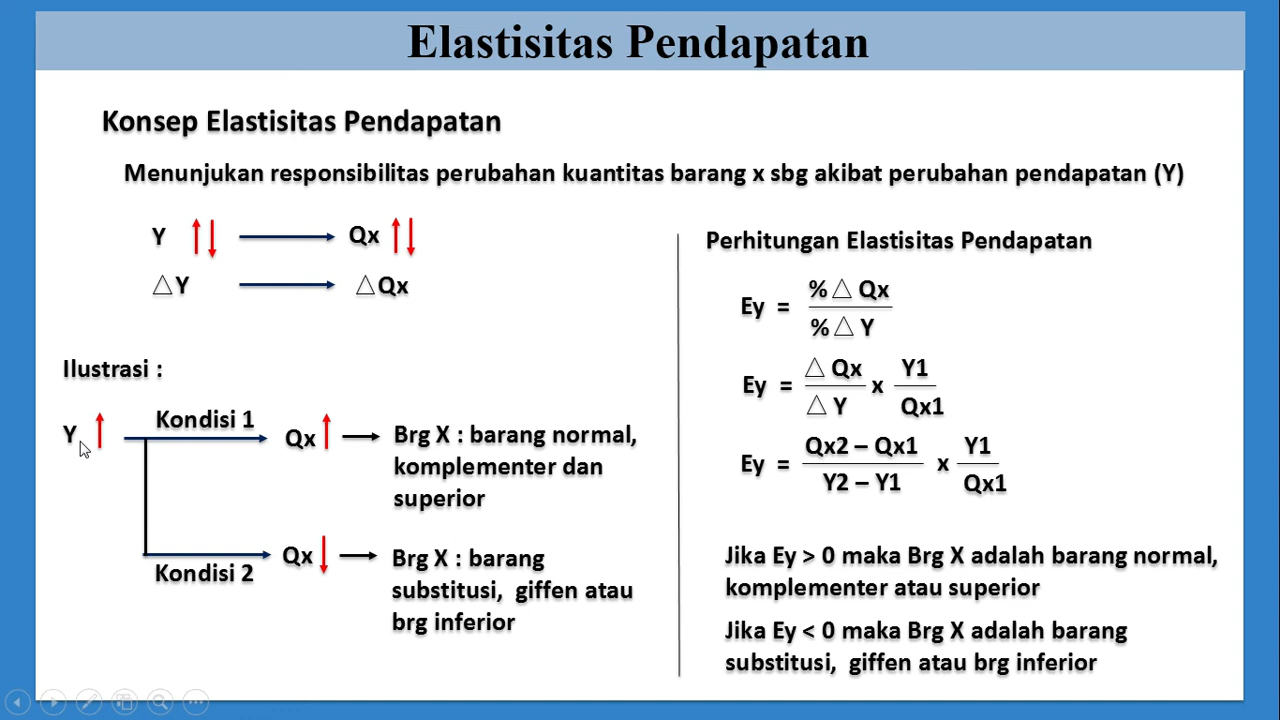 Elastisitas Pendapatan
Konsep Elastisitas Pendapatan
Menunjukan responsibilitas perubahan kuantitas barang x sbg akibat perubahan pendapatan (Y)
Y ↑↓ → Qx ↑↓
△Y → △Qx
Ilustrasi :
Y ↑
Kondisi 1
Qx ↑ → Brg X : barang normal,
komplementer dan
superior
Kondisi 2
Qx ↓ → Brg X : barang
substitusi, giffen atau
brg inferior
Perhitungan Elastisitas Pendapatan
% △ Qx
Ey =
% △ Y
△ Qx Y1
Ey = x
△ Y Qx1
Qx2 – Qx1 Y1
Ey = x
Y2 – Y1 Qx1
Jika Ey > 0 maka Brg X adalah barang normal,
komplementer atau superior
Jika Ey < 0 maka Brg X adalah barang
substitusi, giffen atau brg inferior